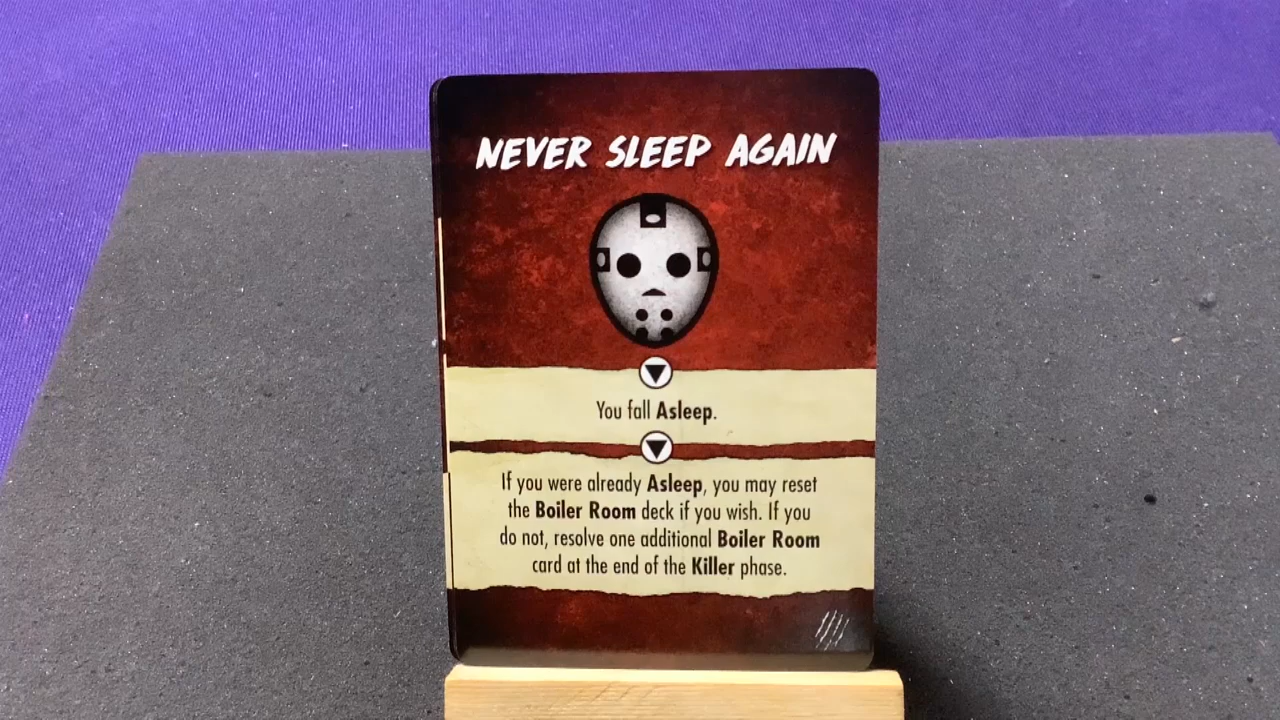 NEVER SLEEP AGAIN
You fall Asleep.
If you were already Asleep, you may reset
the Boiler Room deck if you wish. If you
do not, resolve one additional Boiler Room
card at the end of the Killer phase.